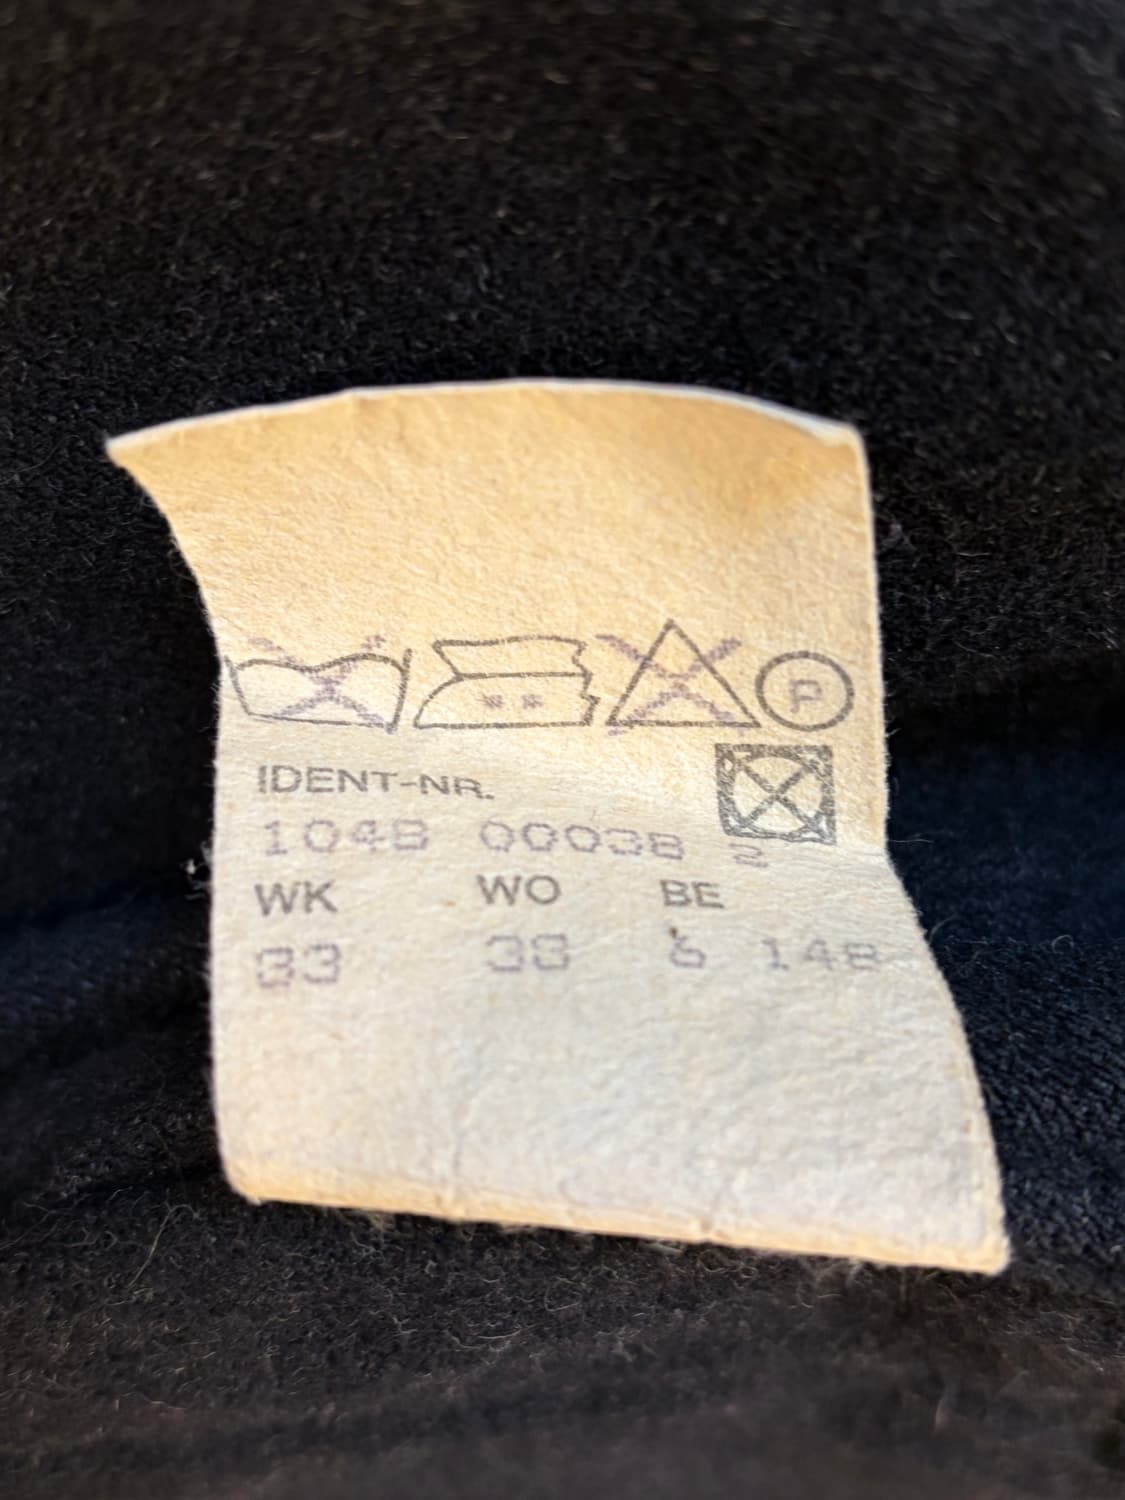 P
IDENT-NR.
1048 00038 2
WK WO BE
33 38 6 148